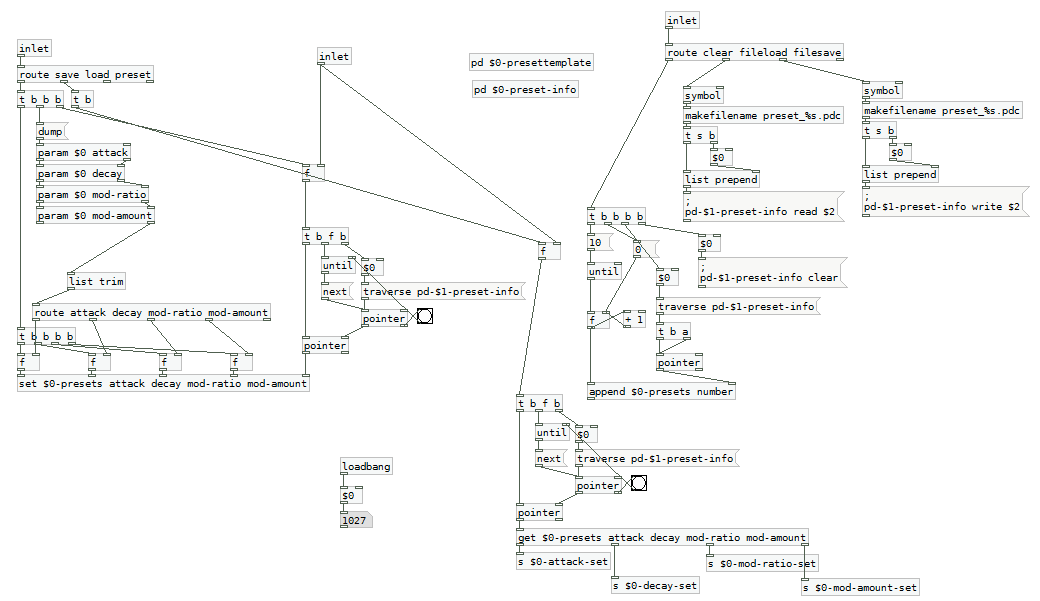 inlet
route save load preset
t b b b
t b
dump
param $0 attack
param $0 decay
param $0 mod-ratio
param $0 mod-amount
list trim
route attack decay mod-ratio mod-amount
t b b b b
f
f
f
f
set $0-presets attack decay mod-ratio mod-amount
inlet
f
t b f b
until
$0
next
traverse pd-$1-preset-info
pointer
pointer
loadbang
$0
1027
pd $0-presettemplate
pd $0-preset-info
f
t b f b
until
$0
next
traverse pd-$1-preset-info
pointer
pointer
get $0-presets attack decay mod-ratio mod-amount
s $0-attack-set
s $0-decay-set
s $0-mod-ratio-set
s $0-mod-amount-set
inlet
route clear fileload filesave
symbol
makefilename preset_%s.pdc
t s b
$0
list prepend
;
pd-$1-preset-info read $2
symbol
makefilename preset_%s.pdc
t s b
$0
list prepend
;
pd-$1-preset-info write $2
t b b b b
10
0
$0
;
pd-$1-preset-info clear
until
$0
f
+ 1
traverse pd-$1-preset-info
t b a
pointer
append $0-presets number